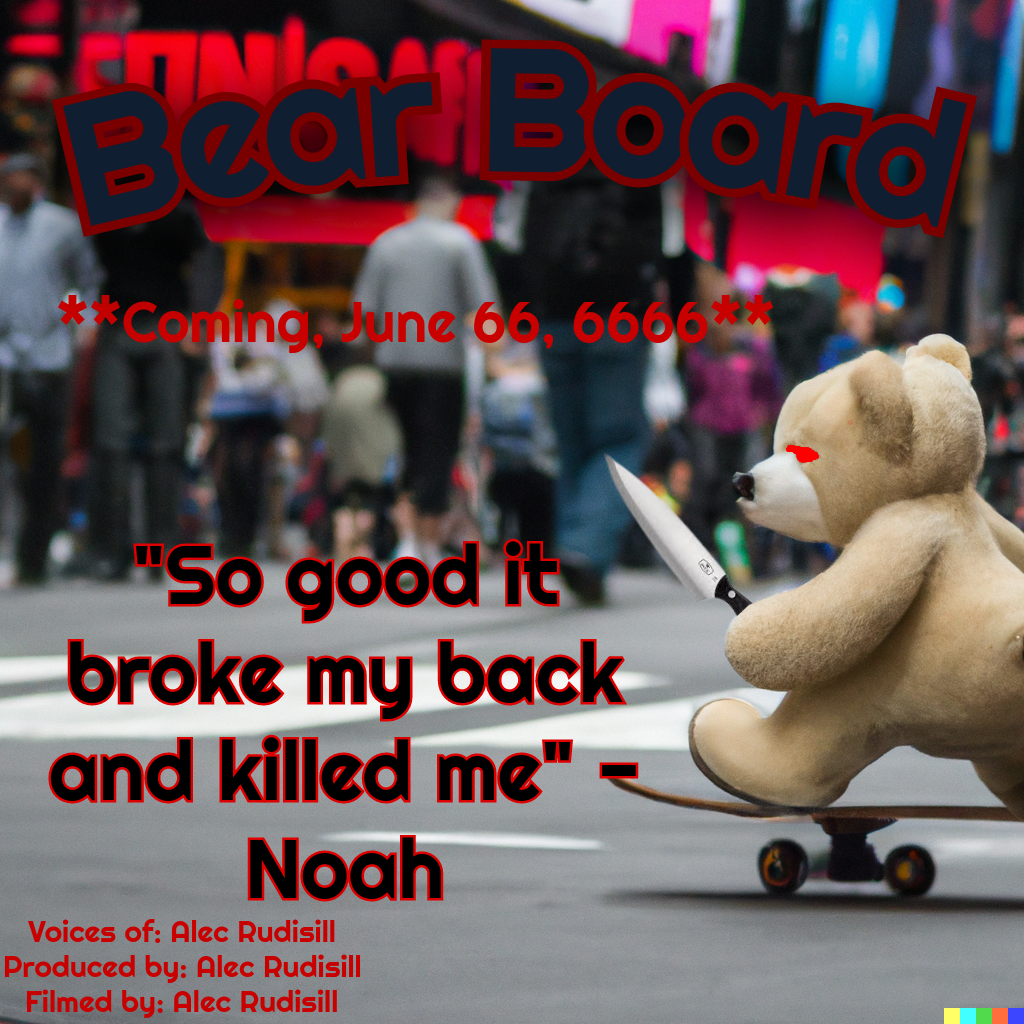 Bear Board
**Coming, June 66, 6666**
"So good it
broke my back
and killed me" -
Noah
Voices of: Alec Rudisill
Produced by: Alec Rudisill
Filmed by: Alec Rudisill